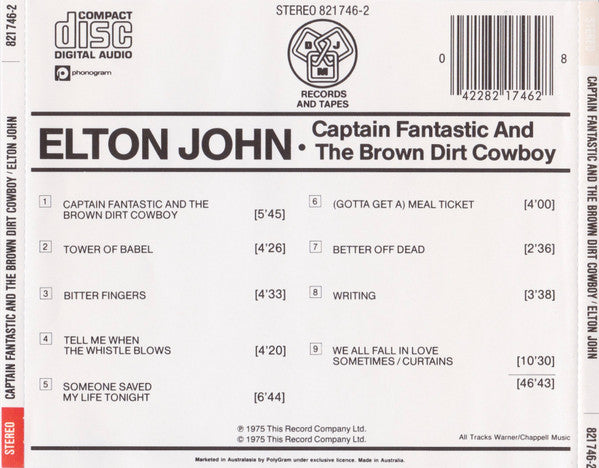 821 746-2
CAPTAIN FANTASTIC AND THE BROWN DIRT COWBOY / ELTON JOHN
STEREO
COMPACT
disc
DIGITAL AUDIO
phonogram
STEREO 821 746-2
D J
M
RECORDS
AND TAPES
0 42282 17462 8
ELTON JOHN • Captain Fantastic And
The Brown Dirt Cowboy
1 CAPTAIN FANTASTIC AND THE
BROWN DIRT COWBOY [5'45]
2 TOWER OF BABEL [4'26]
3 BITTER FINGERS [4'33]
4 TELL ME WHEN
THE WHISTLE BLOWS [4'20]
5 SOMEONE SAVED
MY LIFE TONIGHT [6'44]
6 (GOTTA GET A) MEAL TICKET [4'00]
7 BETTER OFF DEAD [2'36]
8 WRITING [3'38]
9 WE ALL FALL IN LOVE
SOMETIMES / CURTAINS [10'30]
[46'43]
℗ 1975 This Record Company Ltd.
© 1975 This Record Company Ltd.
All Tracks Warner/Chappell Music
Marketed in Australasia by PolyGram under exclusive licence. Made in Australia.
CAPTAIN FANTASTIC AND THE BROWN DIRT COWBOY / ELTON JOHN
821 746-2